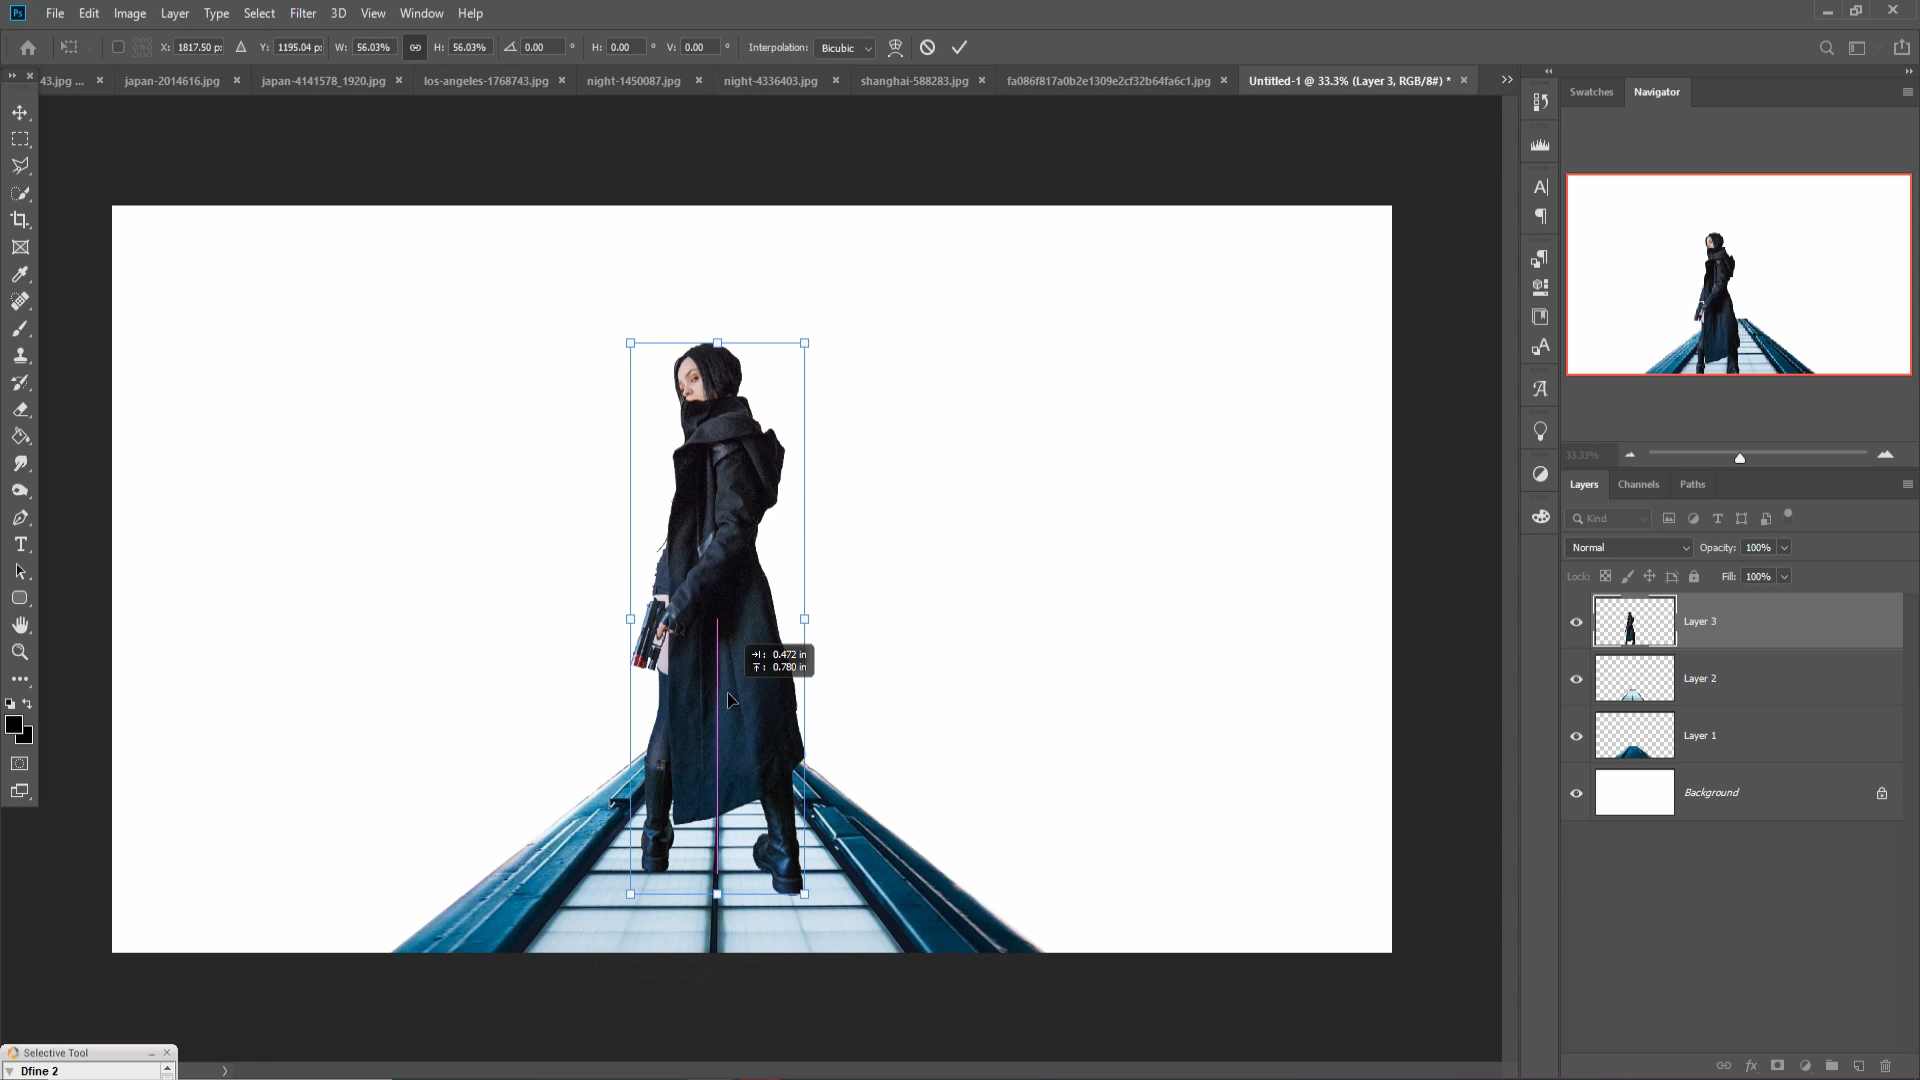 Ps File Edit Image Layer Type Select Filter 3D View Window Help
X: 1817.50 p: Y: 1195.04 p: W: 56.03% H: 56.03% 0.00 ° H: 0.00 ° V: 0.00 ° Interpolation: Bicubic
43.jpg ... × japan-2014616.jpg × japan-4141578_1920.jpg × los-angeles-1768743.jpg × night-1450087.jpg × night-4336403.jpg × shanghai-588283.jpg × fa086f817a0b2e1309e2cf32b64fa6c1.jpg × Untitled-1 @ 33.3% (Layer 3, RGB/8#) * ×
Swatches Navigator
33.33%
Layers Channels Paths
Kind
Normal Opacity: 100%
Lock: Fill: 100%
Layer 3
Layer 2
Layer 1
Background
0.472 in
0.780 in
Selective Tool
Dfine 2